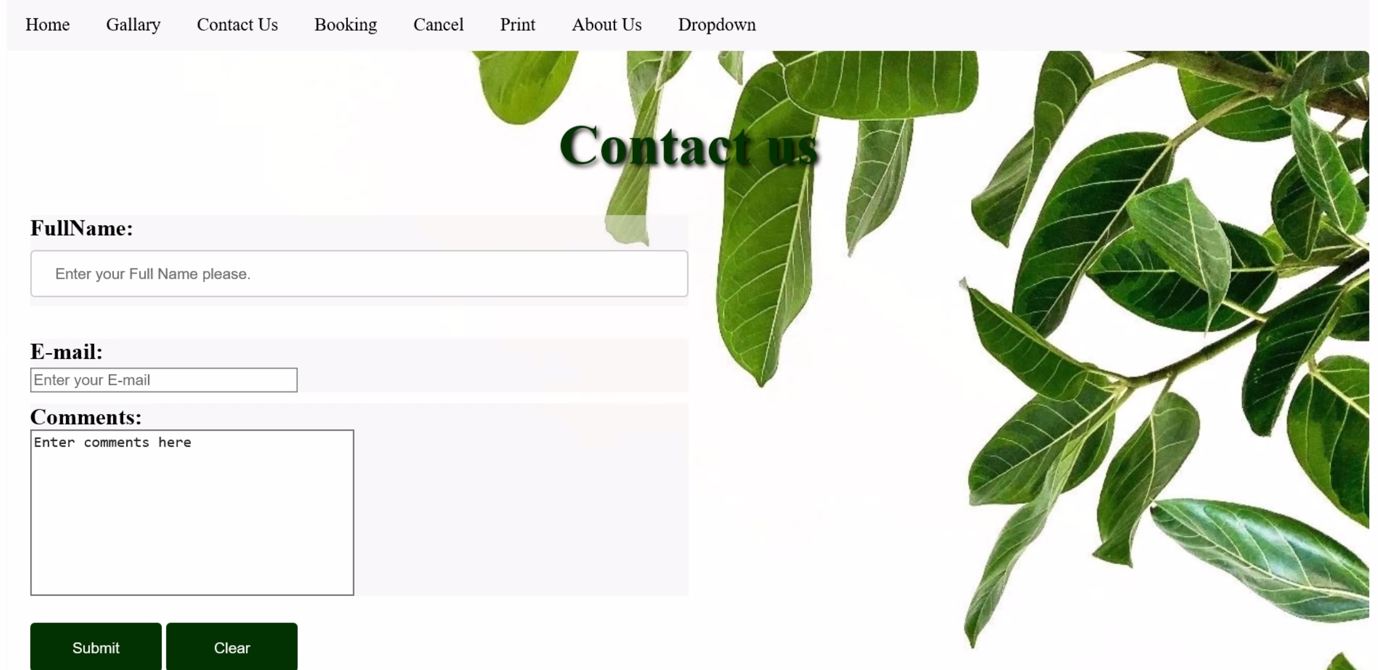 Home Gallary Contact Us Booking Cancel Print About Us Dropdown
Contact us
FullName:
Enter your Full Name please.
E-mail:
Enter your E-mail
Comments:
Enter comments here
Submit Clear